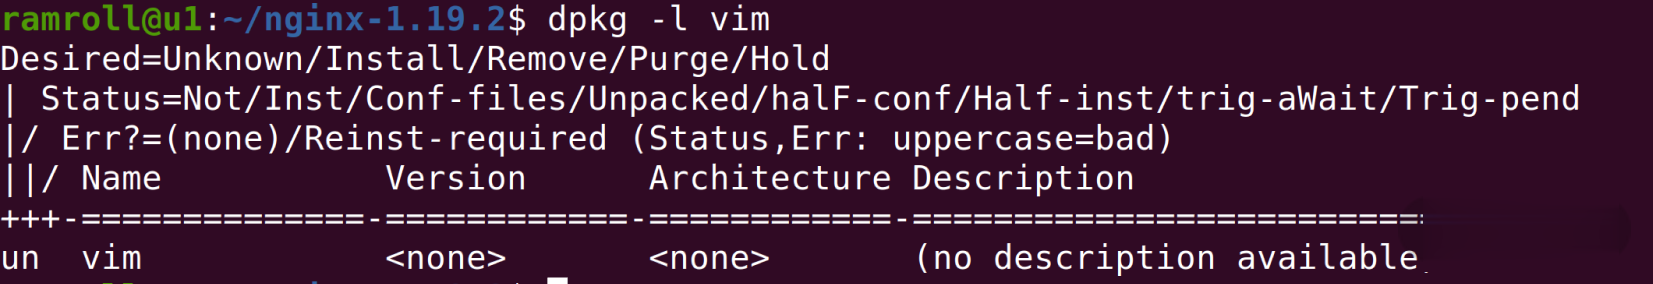 ramroll@u1:~/nginx-1.19.2$ dpkg -l vim
Desired=Unknown/Install/Remove/Purge/Hold
| Status=Not/Inst/Conf-files/Unpacked/halF-conf/Half-inst/trig-aWait/Trig-pend
|/ Err?=(none)/Reinst-required (Status,Err: uppercase=bad)
||/ Name           Version      Architecture Description
+++-==============-============-============-=========================
un  vim            <none>       <none>       (no description available